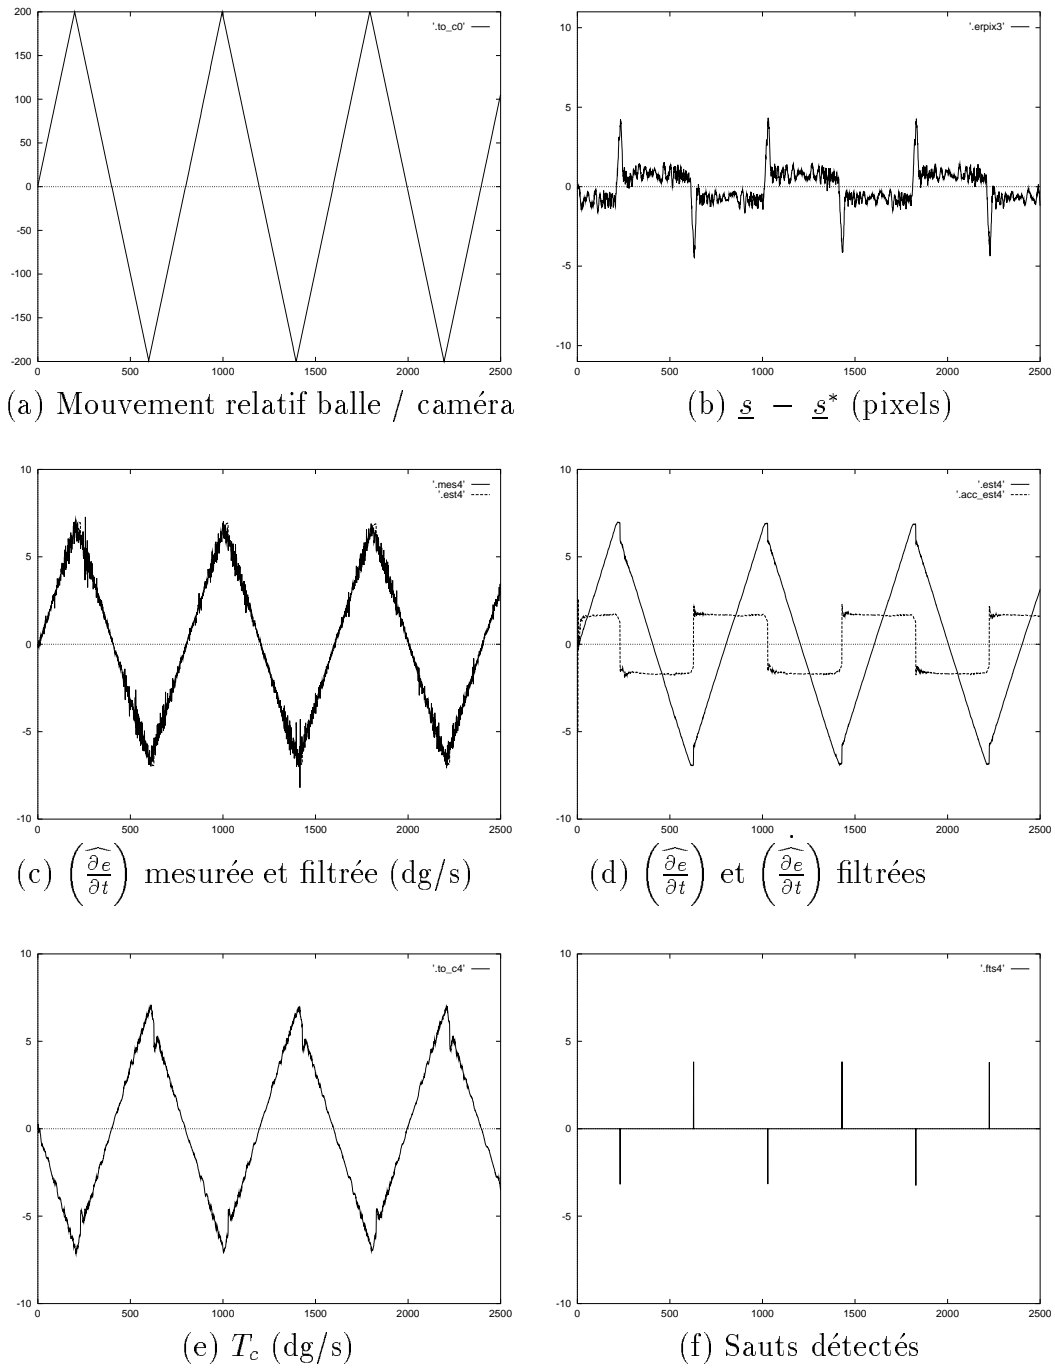 200
150
100
50
0
-50
-100
-150
-200
0 500 1000 1500 2000 2500
'.to_c0'
(a) Mouvement relatif balle / caméra
10
5
0
-5
-10
0 500 1000 1500 2000 2500
'.erpix3'
(b) s − s* (pixels)
10
5
0
-5
-10
0 500 1000 1500 2000 2500
'.mes4'
'.est4'
(c) (∂e/∂t) mesurée et filtrée (dg/s)
10
5
0
-5
-10
0 500 1000 1500 2000 2500
'.est4'
'.acc_est4'
(d) (∂e/∂t) et (∂e/∂t) filtrées
10
5
0
-5
-10
0 500 1000 1500 2000 2500
'.to_c4'
(e) T_c (dg/s)
10
5
0
-5
-10
0 500 1000 1500 2000 2500
'.fts4'
(f) Sauts détectés